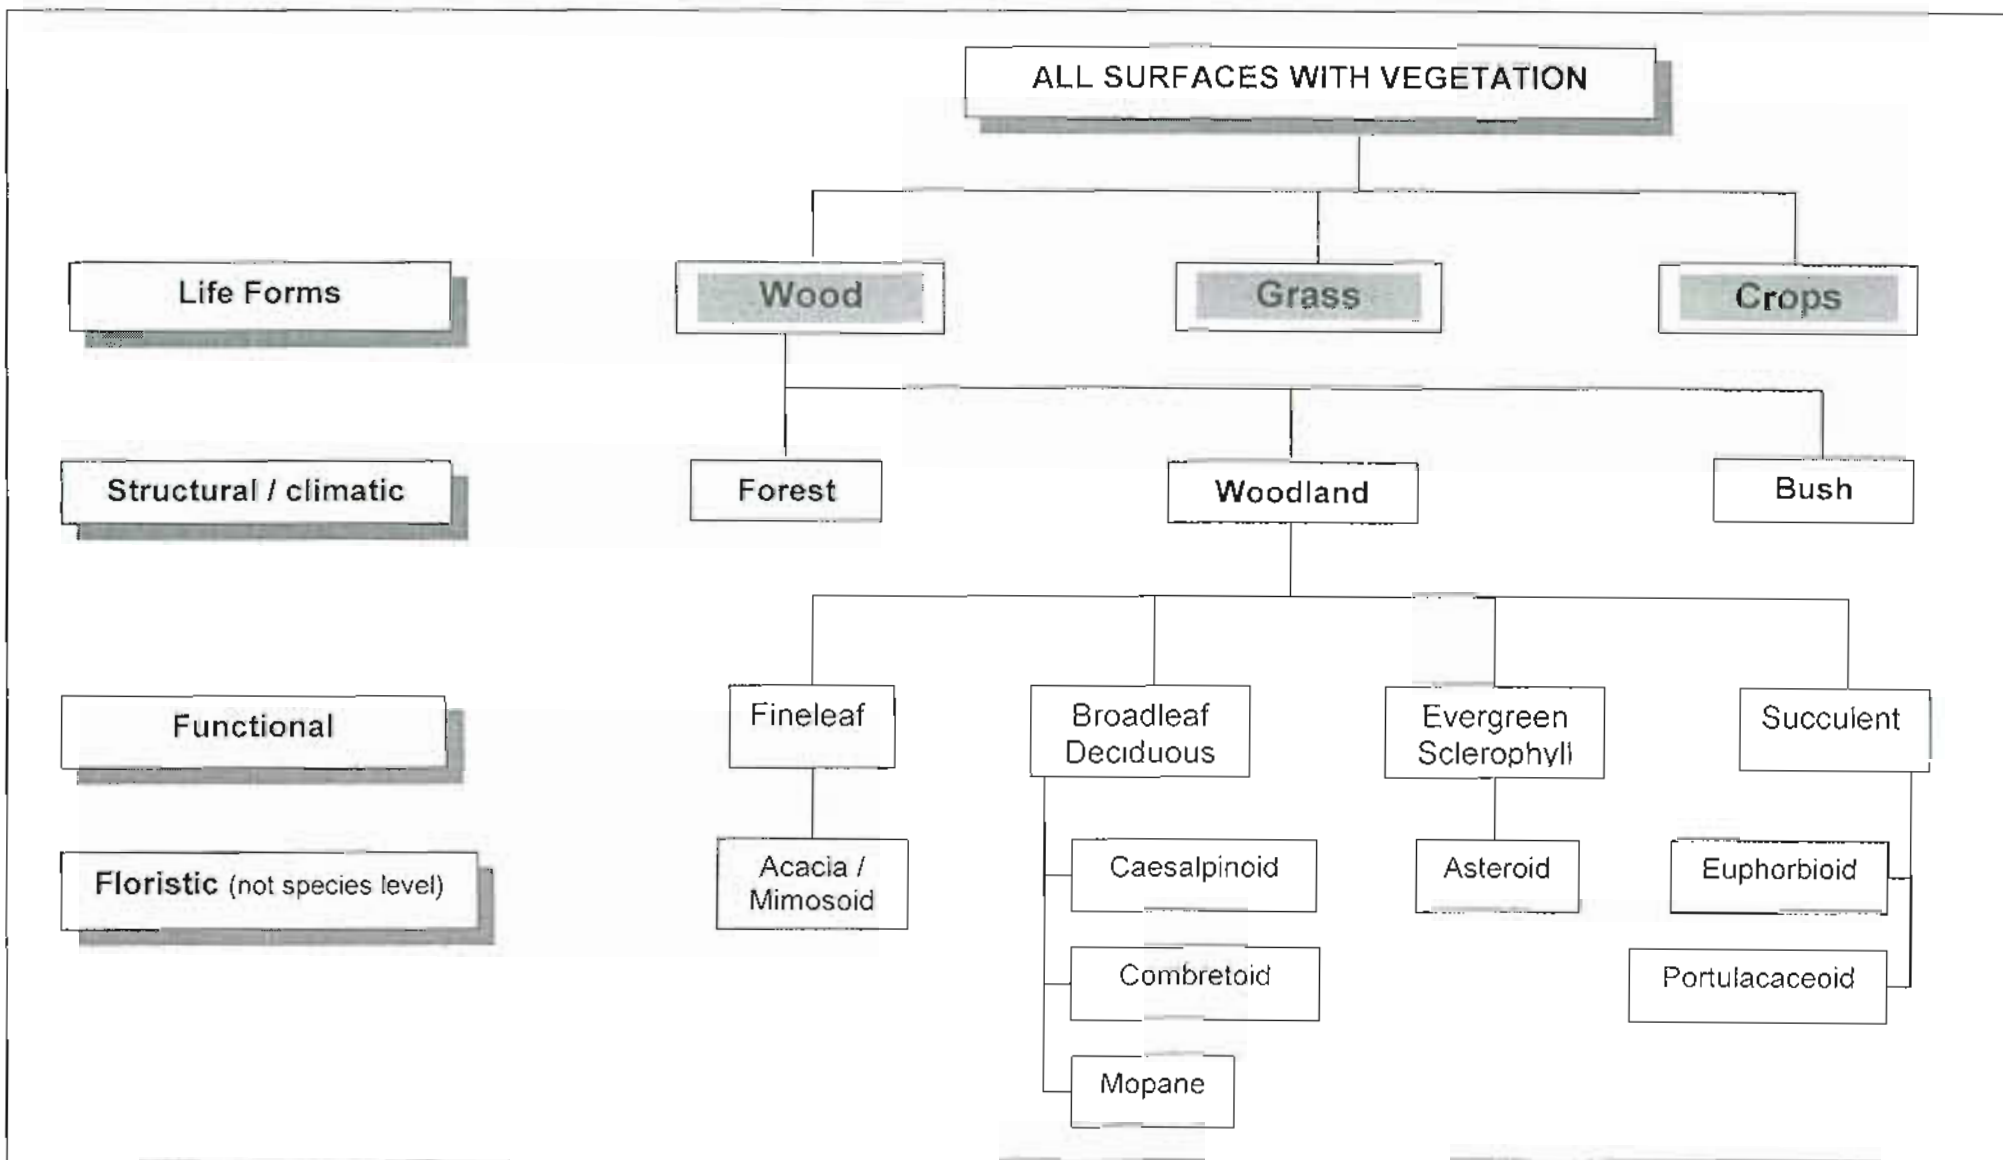 ALL SURFACES WITH VEGETATION
Life Forms
Wood
Grass
Crops
Structural / climatic
Forest
Woodland
Bush
Functional
Fineleaf
Broadleaf
Deciduous
Evergreen
Sclerophyll
Succulent
Floristic (not species level)
Acacia /
Mimosoid
Caesalpinoid
Asteroid
Euphorbioid
Combretoid
Portulacaceoid
Mopane